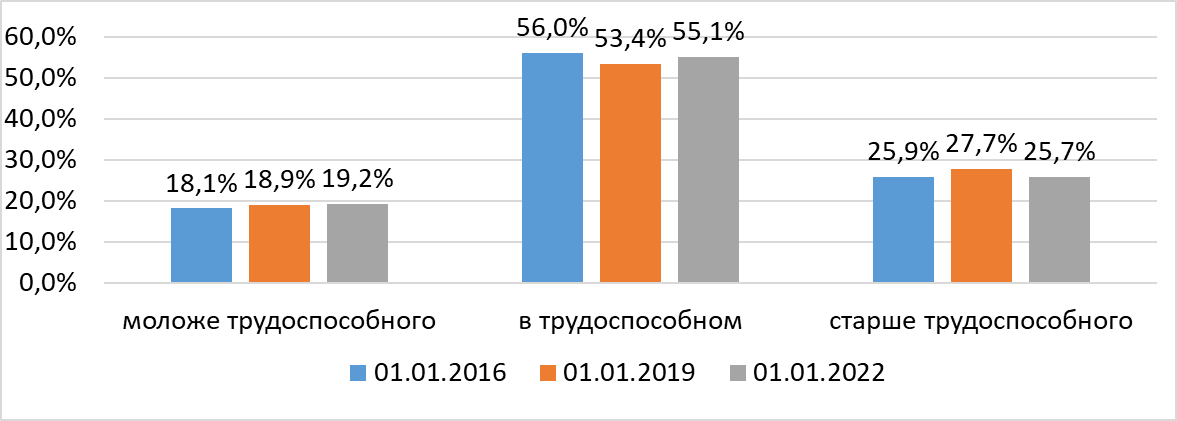 60,0%
50,0%
40,0%
30,0%
20,0%
10,0%
0,0%
56,0% 53,4% 55,1%
25,9% 27,7% 25,7%
18,1% 18,9% 19,2%
моложе трудоспособного в трудоспособном старше трудоспособного
01.01.2016 01.01.2019 01.01.2022